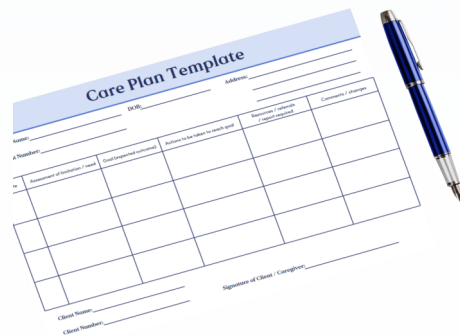 Care Plan Template
Name: DOB: Address:
Number:
Assessment of limitation / need Goal (expected outcome) Actions to be taken to reach goal Resources / referrals / report required Comments / changes
Client Name:
Client Number:
Signature of Client / Caregiver: